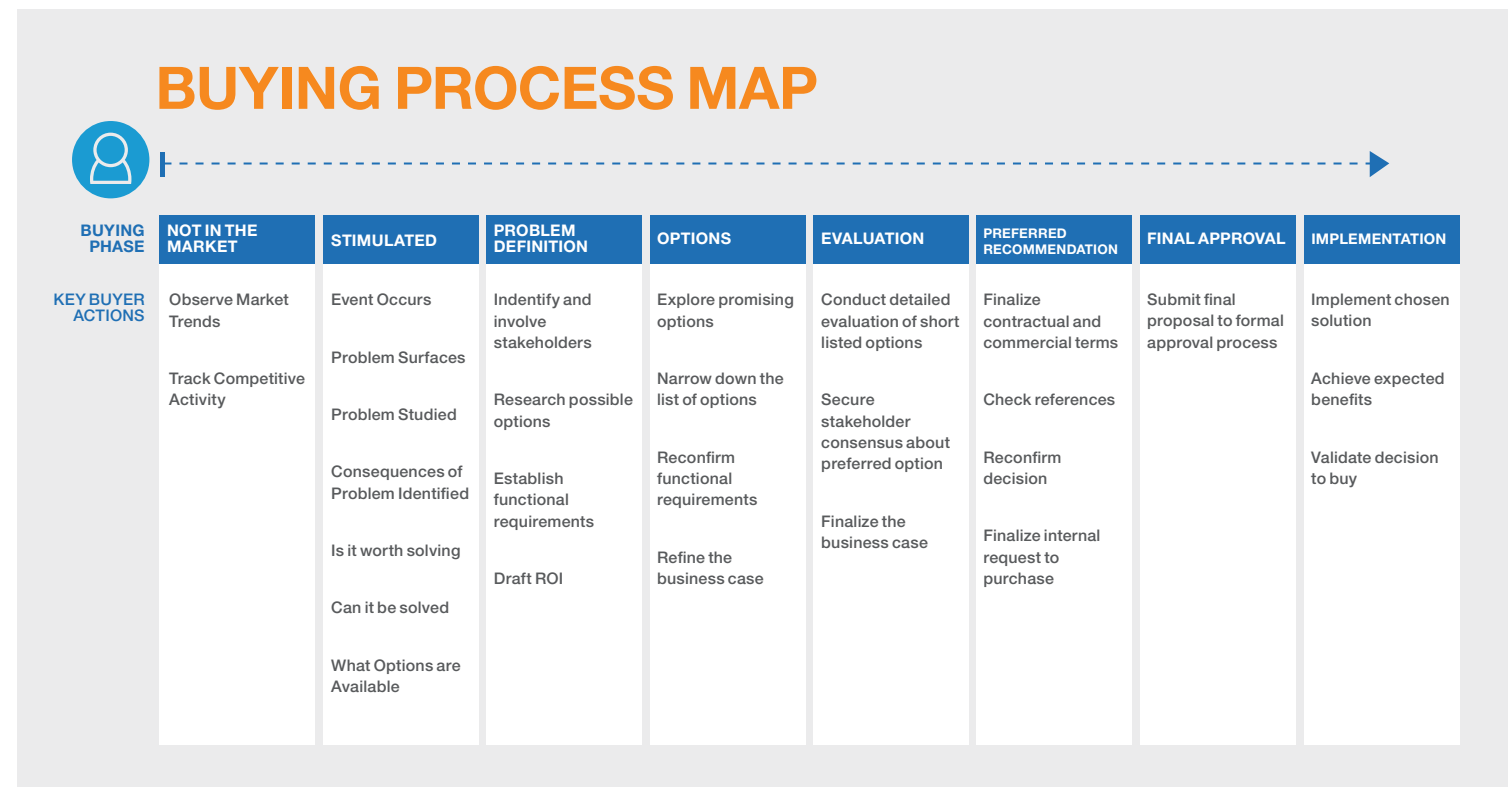 BUYING PROCESS MAP
BUYING
PHASE
NOT IN THE
MARKET
STIMULATED
PROBLEM
DEFINITION
OPTIONS
EVALUATION
PREFERRED
RECOMMENDATION
FINAL APPROVAL
IMPLEMENTATION
KEY BUYER
ACTIONS
Observe Market
Trends
Track Competitive
Activity
Event Occurs
Problem Surfaces
Problem Studied
Consequences of
Problem Identified
Is it worth solving
Can it be solved
What Options are
Available
Indentify and
involve
stakeholders
Research possible
options
Establish
functional
requirements
Draft ROI
Explore promising
options
Narrow down the
list of options
Reconfirm
functional
requirements
Refine the
business case
Conduct detailed
evaluation of short
listed options
Secure
stakeholder
consensus about
preferred option
Finalize the
business case
Finalize
contractual and
commercial terms
Check references
Reconfirm
decision
Finalize internal
request to
purchase
Submit final
proposal to formal
approval process
Implement chosen
solution
Achieve expected
benefits
Validate decision
to buy